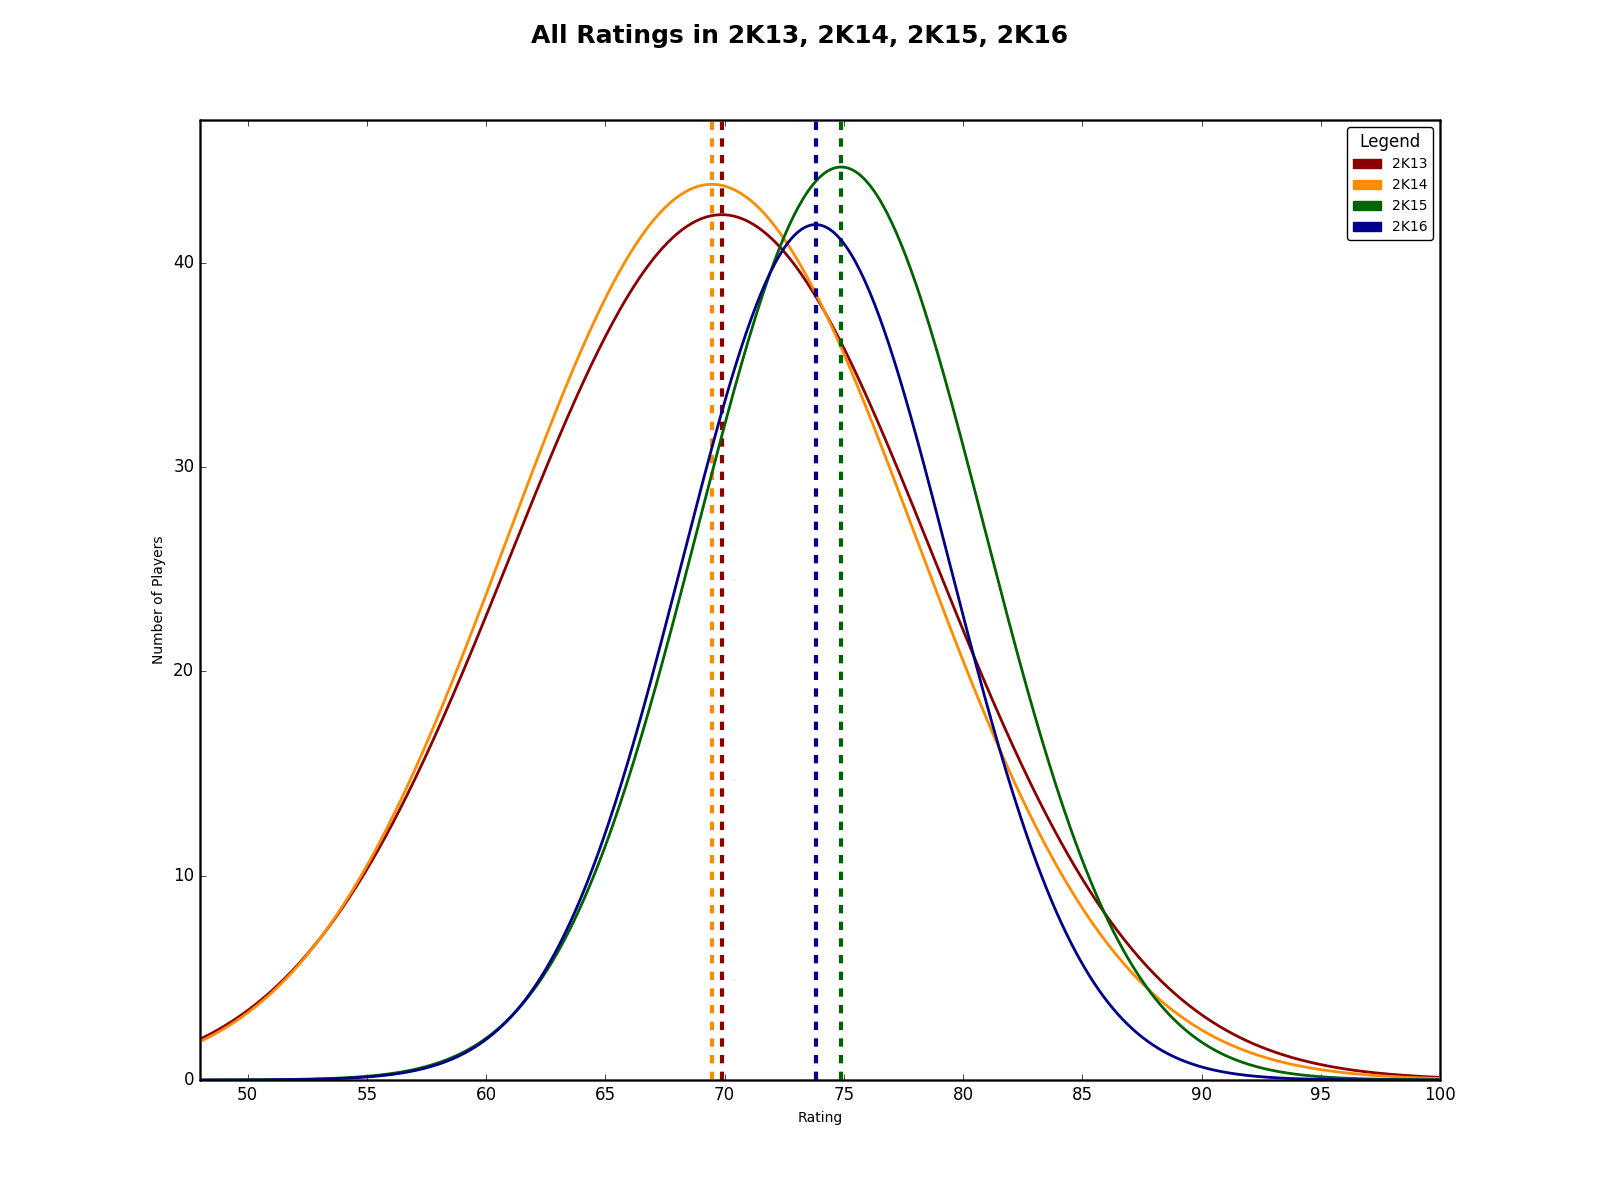 All Ratings in 2K13, 2K14, 2K15, 2K16
Legend
2K13
2K14
2K15
2K16
40
30
20
10
0
Number of Players
50 55 60 65 70 75 80 85 90 95 100
Rating